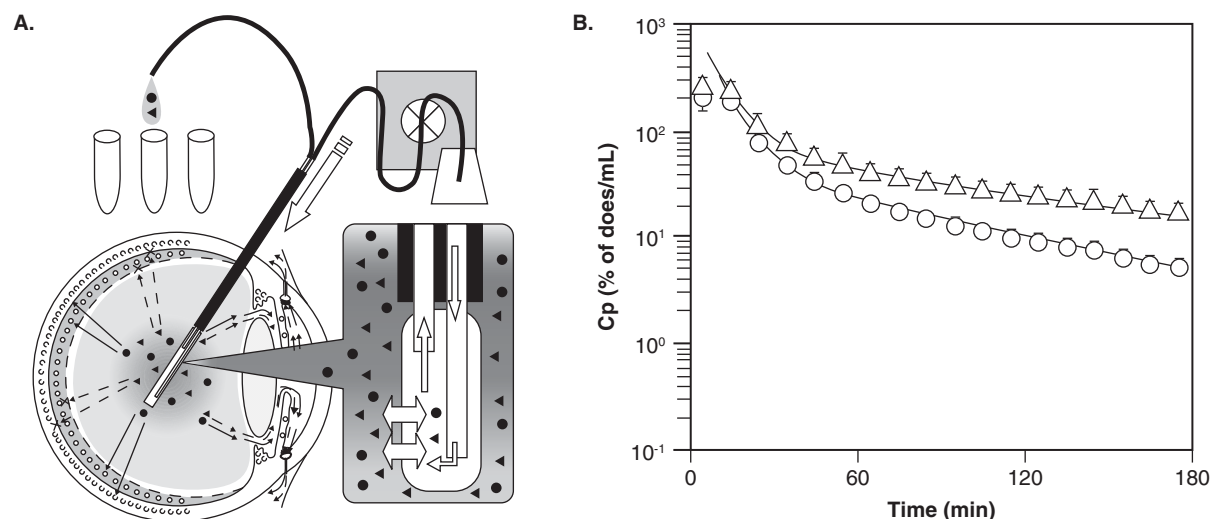 A.
B.
Cp (% of does/mL)
10³
10²
10¹
10⁰
10⁻¹
0
60
120
180
Time (min)